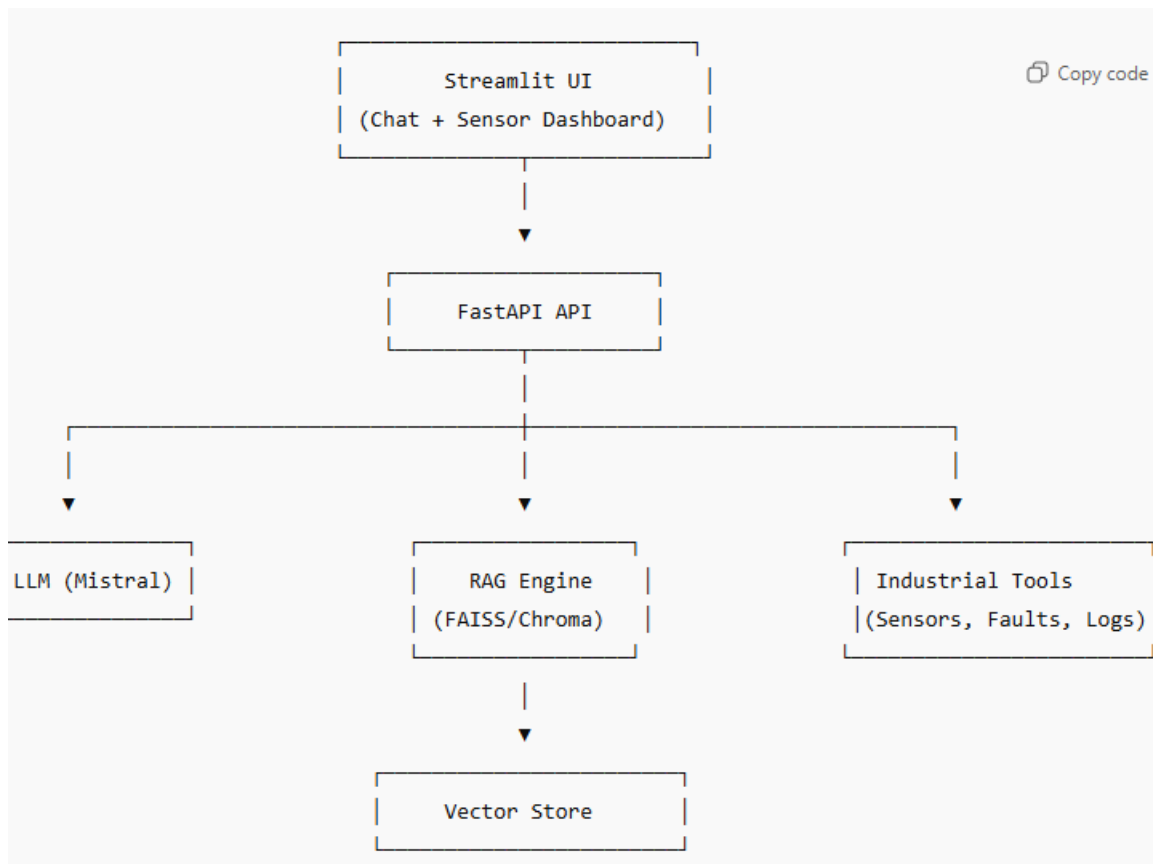 Streamlit UI
Copy code
(Chat + Sensor Dashboard)
FastAPI API
LLM (Mistral)
RAG Engine
Industrial Tools
(FAISS/Chroma)
(Sensors, Faults, Logs)
Vector Store